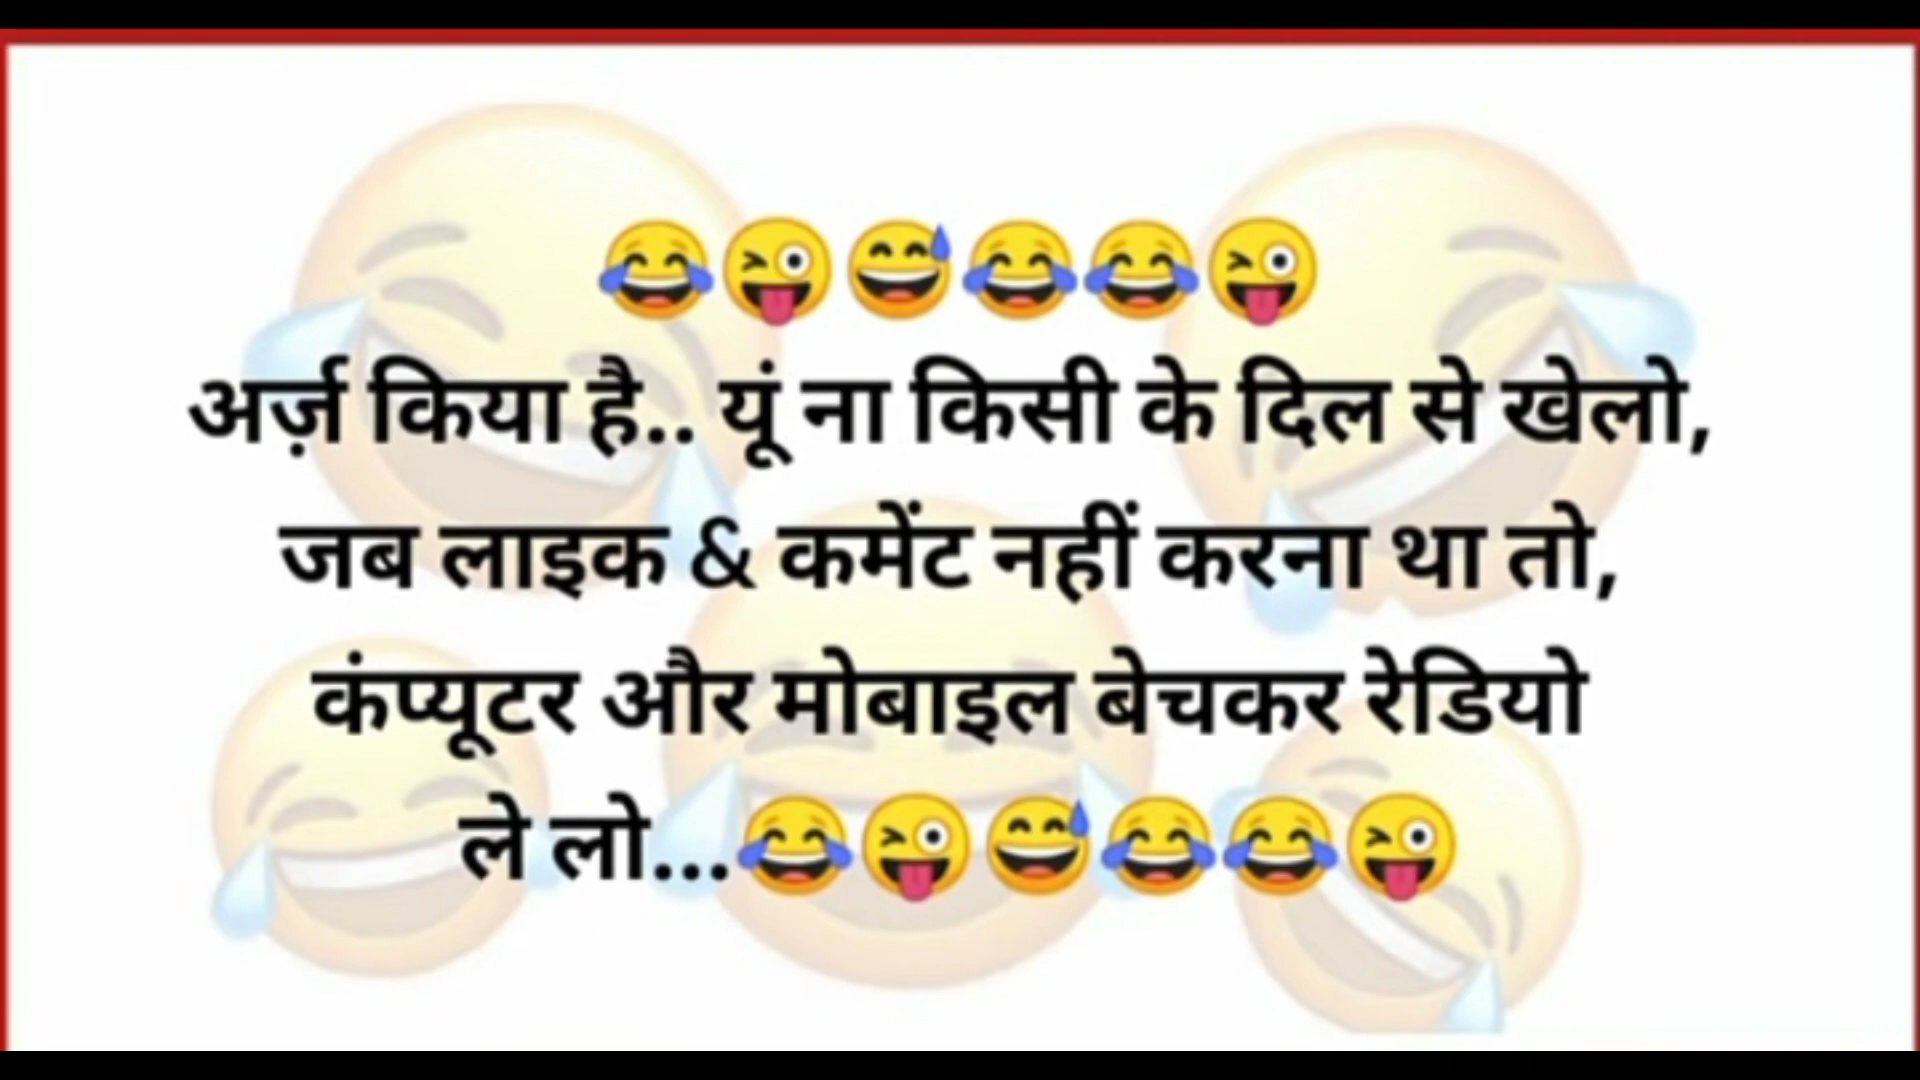 😂😜😅😂😂😜
अर्ज़ किया है.. यूं ना किसी के दिल से खेलो,
जब लाइक & कमेंट नहीं करना था तो,
कंप्यूटर और मोबाइल बेचकर रेडियो
ले लो...😂😜😅😂😂😜